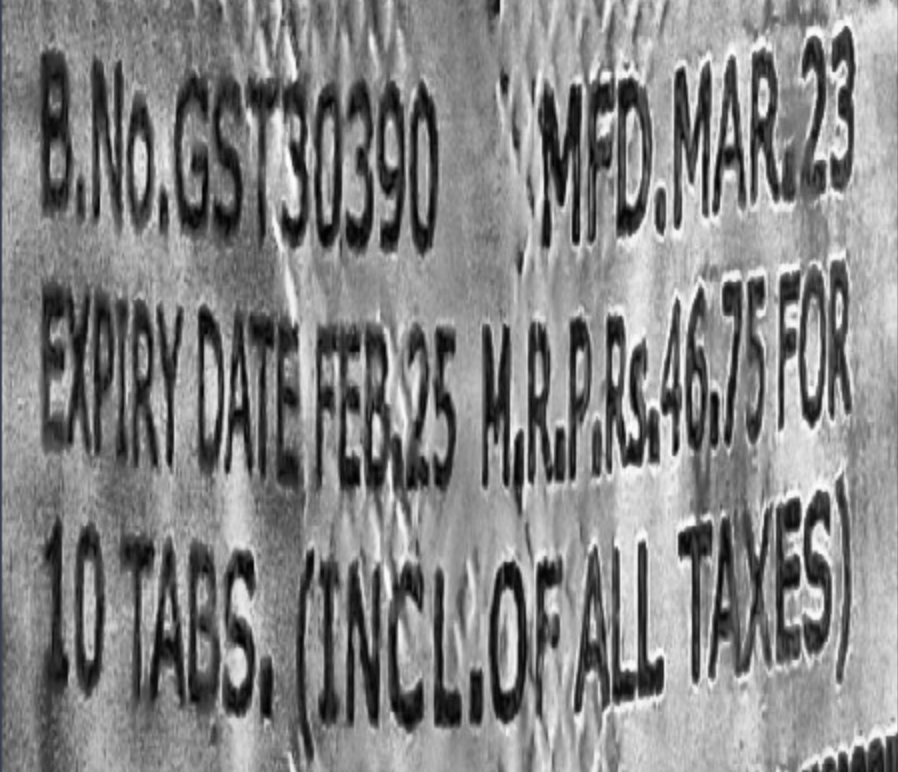 B.No.GST30390 MFD.MAR.23
EXPIRY DATE FEB.25 M.R.P.Rs.46.75 FOR
10 TABS. (INCL.OF ALL TAXES)